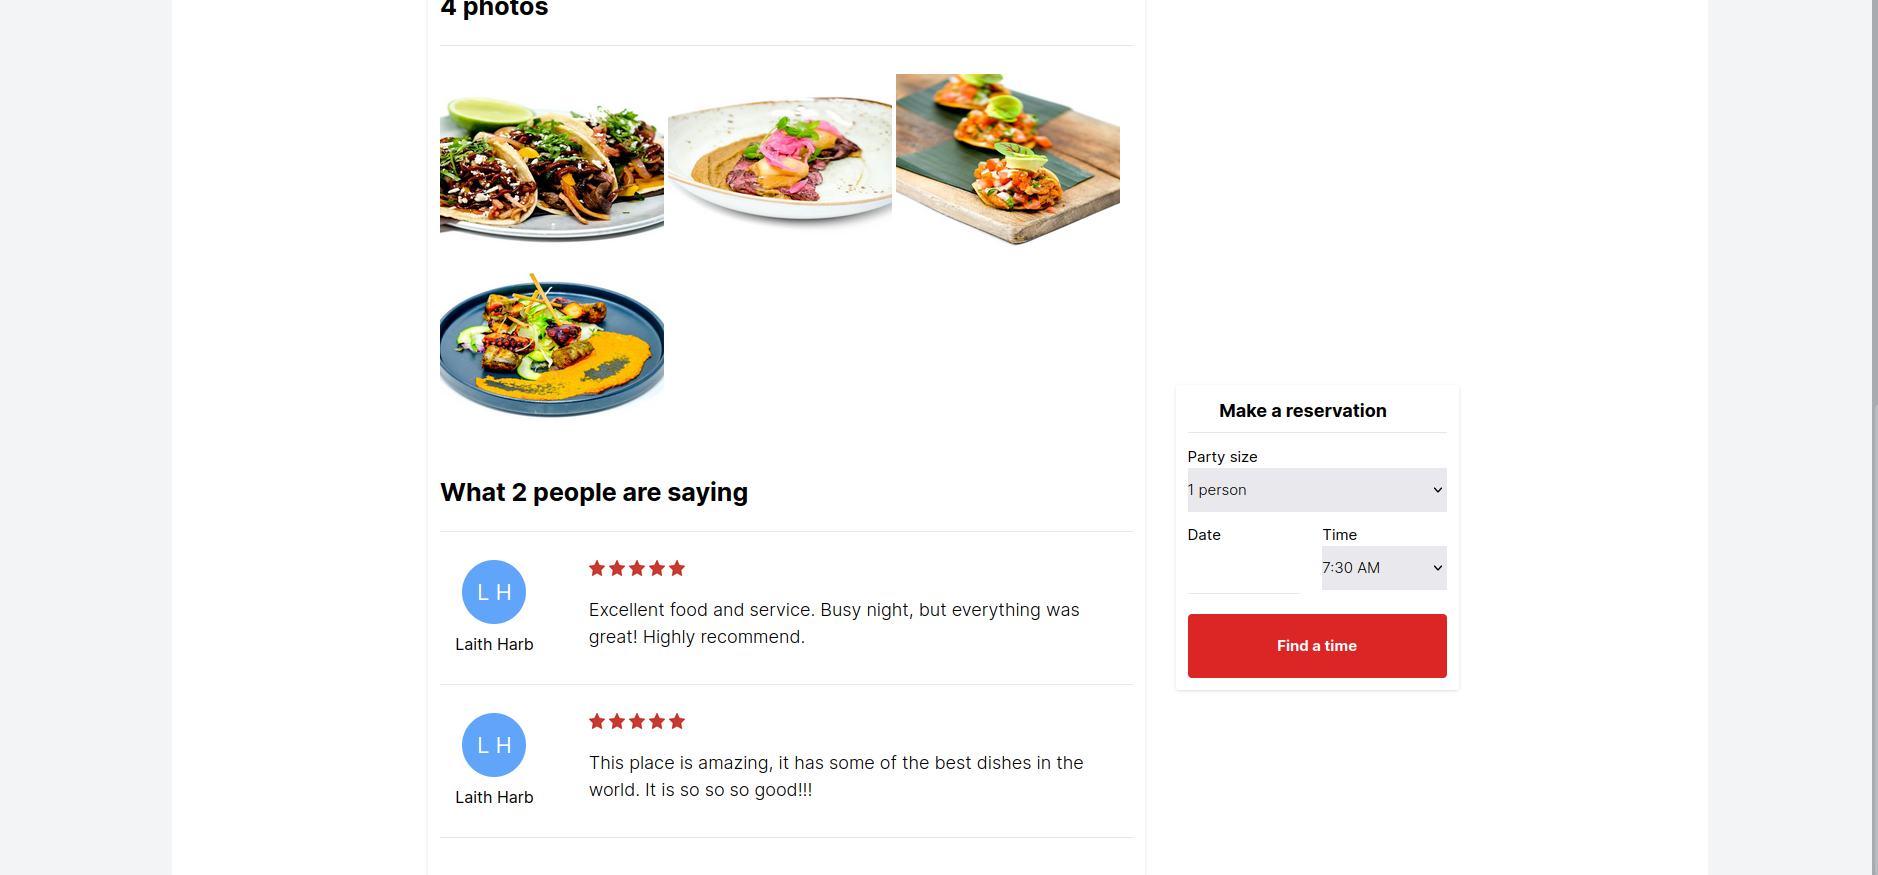 4 photos
What 2 people are saying
L H
Laith Harb
Excellent food and service. Busy night, but everything was
great! Highly recommend.
L H
Laith Harb
This place is amazing, it has some of the best dishes in the
world. It is so so so good!!!
Make a reservation
Party size
1 person
Date
Time
7:30 AM
Find a time